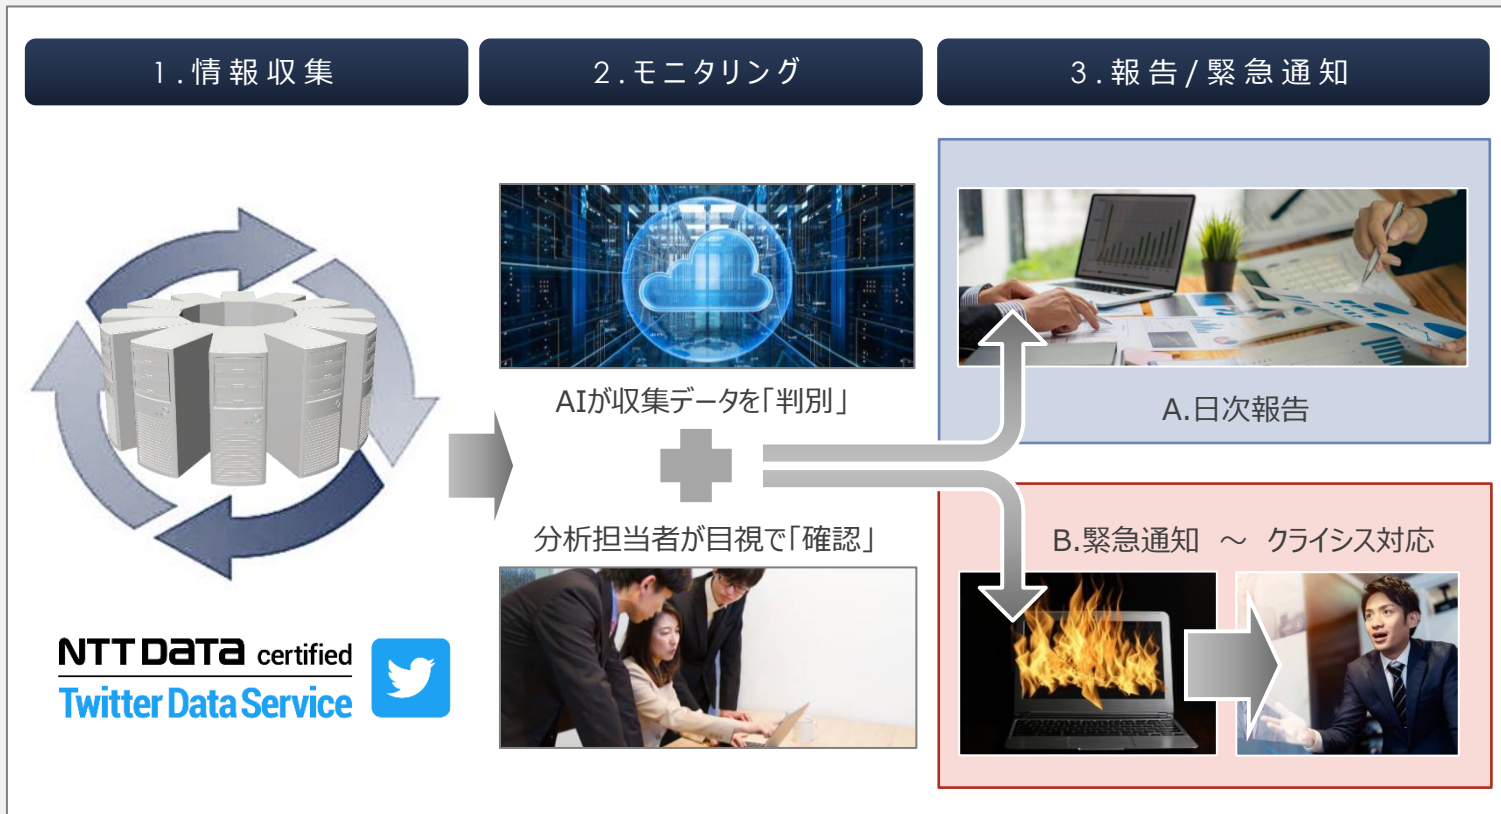 1.情報収集
2.モニタリング
3.報告/緊急通知
AIが収集データを「判別」
分析担当者が目視で「確認」
A.日次報告
B.緊急通知 ～ クライシス対応
NTT DATA certified
Twitter Data Service